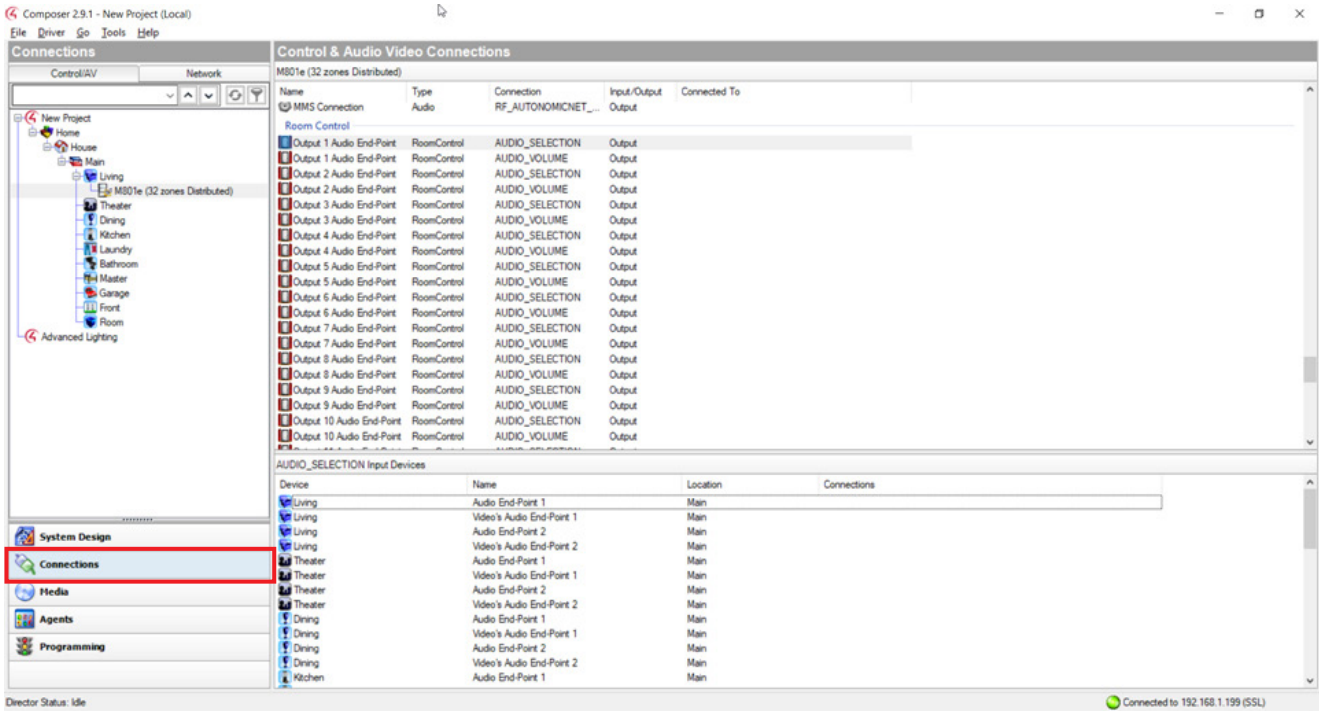 Composer 2.9.1 - New Project (Local)
File Driver Go Tools Help
Connections
Control/AV Network
New Project
Home
House
Main
Living
M801e (32 zones Distributed)
Theater
Dining
Kitchen
Laundry
Bathroom
Master
Garage
Front
Room
Advanced Lighting
System Design
Connections
Media
Agents
Programming
Control & Audio Video Connections
M801e (32 zones Distributed)
Name Type Connection Input/Output Connected To
MMS Connection Audio RF_AUTONOMICNET_... Output
Room Control
Output 1 Audio End-Point RoomControl AUDIO_SELECTION Output
Output 1 Audio End-Point RoomControl AUDIO_VOLUME Output
Output 2 Audio End-Point RoomControl AUDIO_SELECTION Output
Output 2 Audio End-Point RoomControl AUDIO_VOLUME Output
Output 3 Audio End-Point RoomControl AUDIO_SELECTION Output
Output 3 Audio End-Point RoomControl AUDIO_VOLUME Output
Output 4 Audio End-Point RoomControl AUDIO_SELECTION Output
Output 4 Audio End-Point RoomControl AUDIO_VOLUME Output
Output 5 Audio End-Point RoomControl AUDIO_SELECTION Output
Output 5 Audio End-Point RoomControl AUDIO_VOLUME Output
Output 6 Audio End-Point RoomControl AUDIO_SELECTION Output
Output 6 Audio End-Point RoomControl AUDIO_VOLUME Output
Output 7 Audio End-Point RoomControl AUDIO_SELECTION Output
Output 7 Audio End-Point RoomControl AUDIO_VOLUME Output
Output 8 Audio End-Point RoomControl AUDIO_SELECTION Output
Output 8 Audio End-Point RoomControl AUDIO_VOLUME Output
Output 9 Audio End-Point RoomControl AUDIO_SELECTION Output
Output 9 Audio End-Point RoomControl AUDIO_VOLUME Output
Output 10 Audio End-Point RoomControl AUDIO_SELECTION Output
Output 10 Audio End-Point RoomControl AUDIO_VOLUME Output
AUDIO_SELECTION Input Devices
Device Name Location Connections
Living Audio End-Point 1 Main
Living Video's Audio End-Point 1 Main
Living Audio End-Point 2 Main
Living Video's Audio End-Point 2 Main
Theater Audio End-Point 1 Main
Theater Video's Audio End-Point 1 Main
Theater Audio End-Point 2 Main
Theater Video's Audio End-Point 2 Main
Dining Audio End-Point 1 Main
Dining Video's Audio End-Point 1 Main
Dining Audio End-Point 2 Main
Dining Video's Audio End-Point 2 Main
Kitchen Audio End-Point 1 Main
Director Status: Idle
Connected to 192.168.1.199 (SSL)